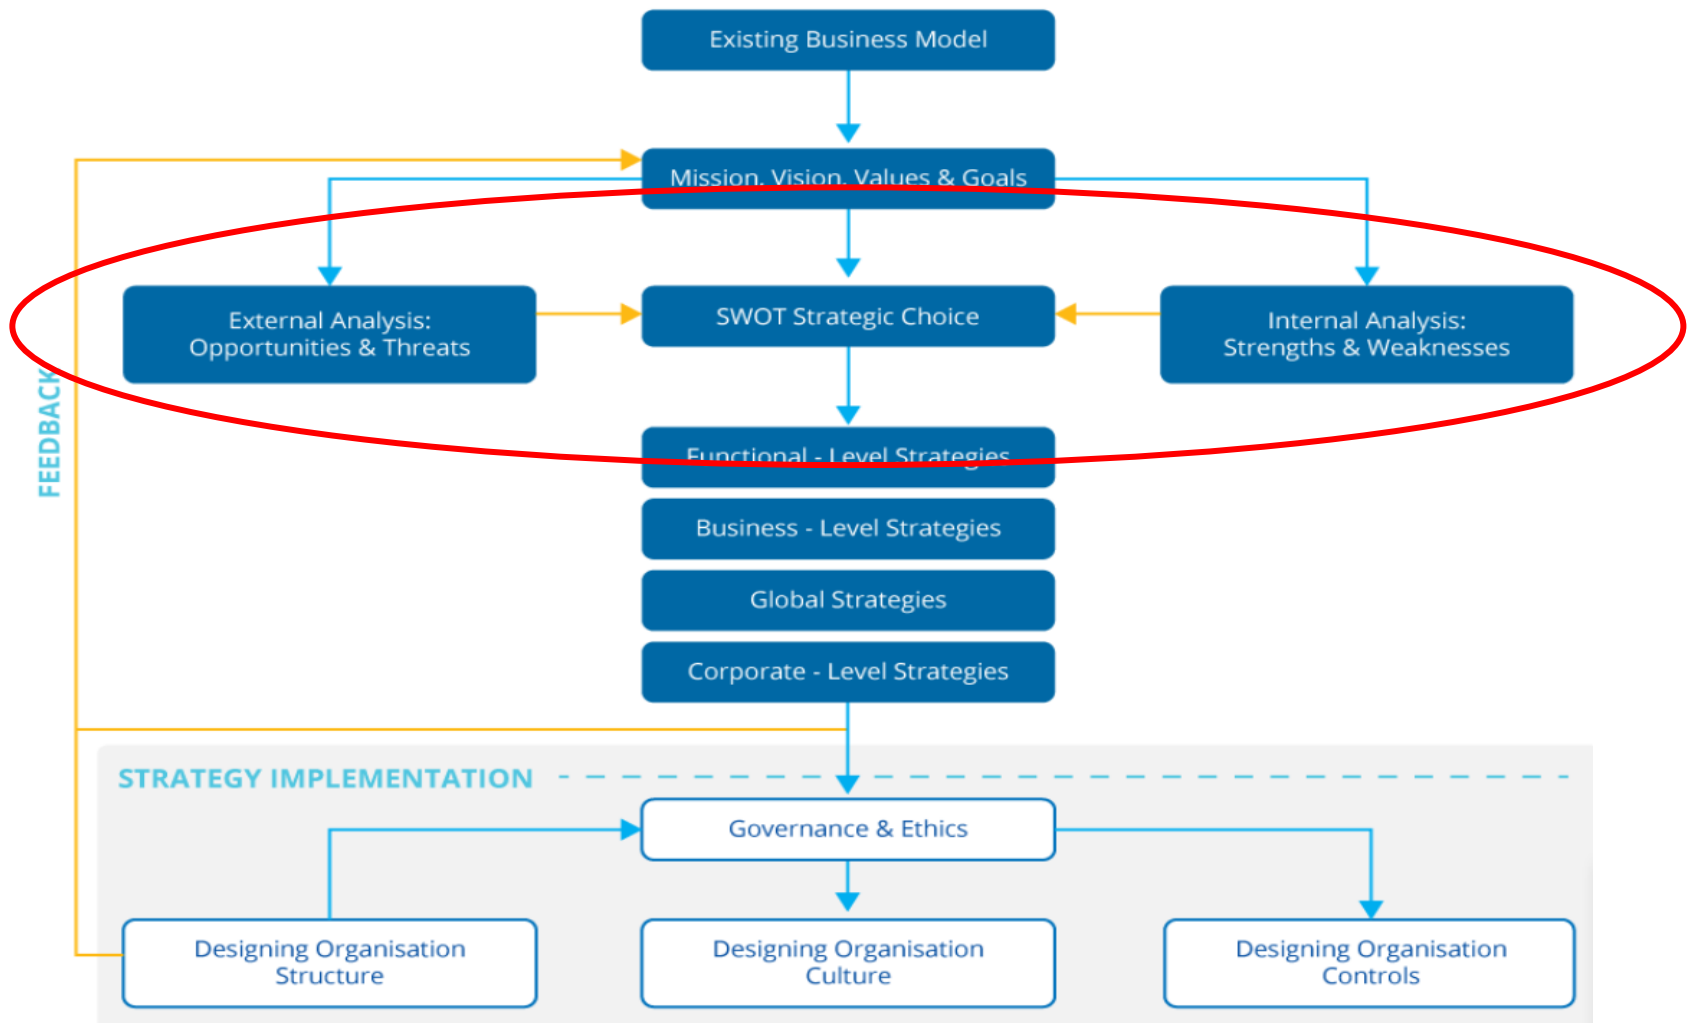 Existing Business Model
Mission, Vision, Values & Goals
External Analysis:
Opportunities & Threats
SWOT Strategic Choice
Internal Analysis:
Strengths & Weaknesses
FEEDBACK
Functional - Level Strategies
Business - Level Strategies
Global Strategies
Corporate - Level Strategies
STRATEGY IMPLEMENTATION
Governance & Ethics
Designing Organisation
Structure
Designing Organisation
Culture
Designing Organisation
Controls